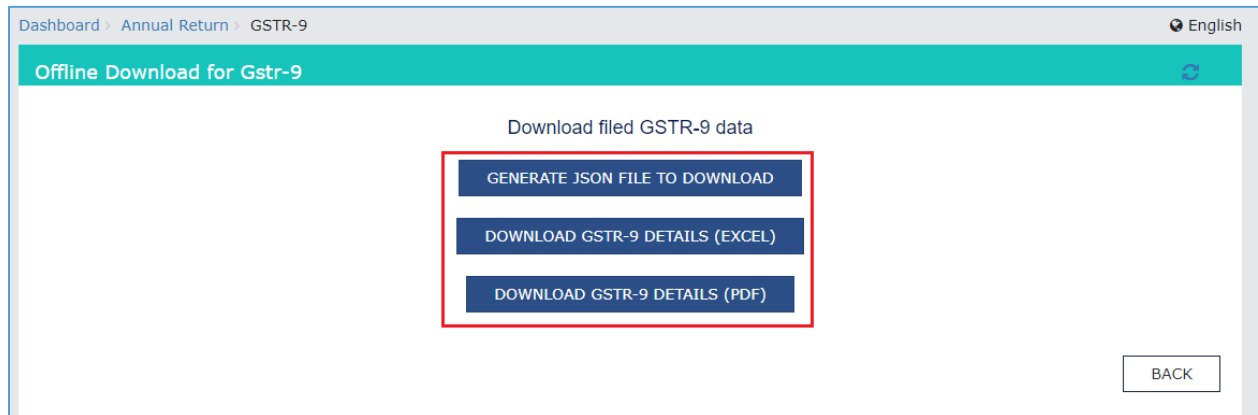 Dashboard > Annual Return > GSTR-9 English
Offline Download for Gstr-9
Download filed GSTR-9 data
GENERATE JSON FILE TO DOWNLOAD
DOWNLOAD GSTR-9 DETAILS (EXCEL)
DOWNLOAD GSTR-9 DETAILS (PDF)
BACK